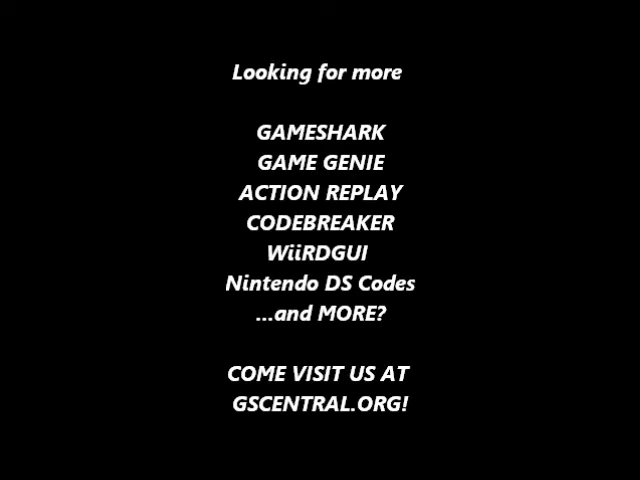 Looking for more
GAMESHARK
GAME GENIE
ACTION REPLAY
CODEBREAKER
WiiRDGUI
Nintendo DS Codes
...and MORE?
COME VISIT US AT
GSCENTRAL.ORG!